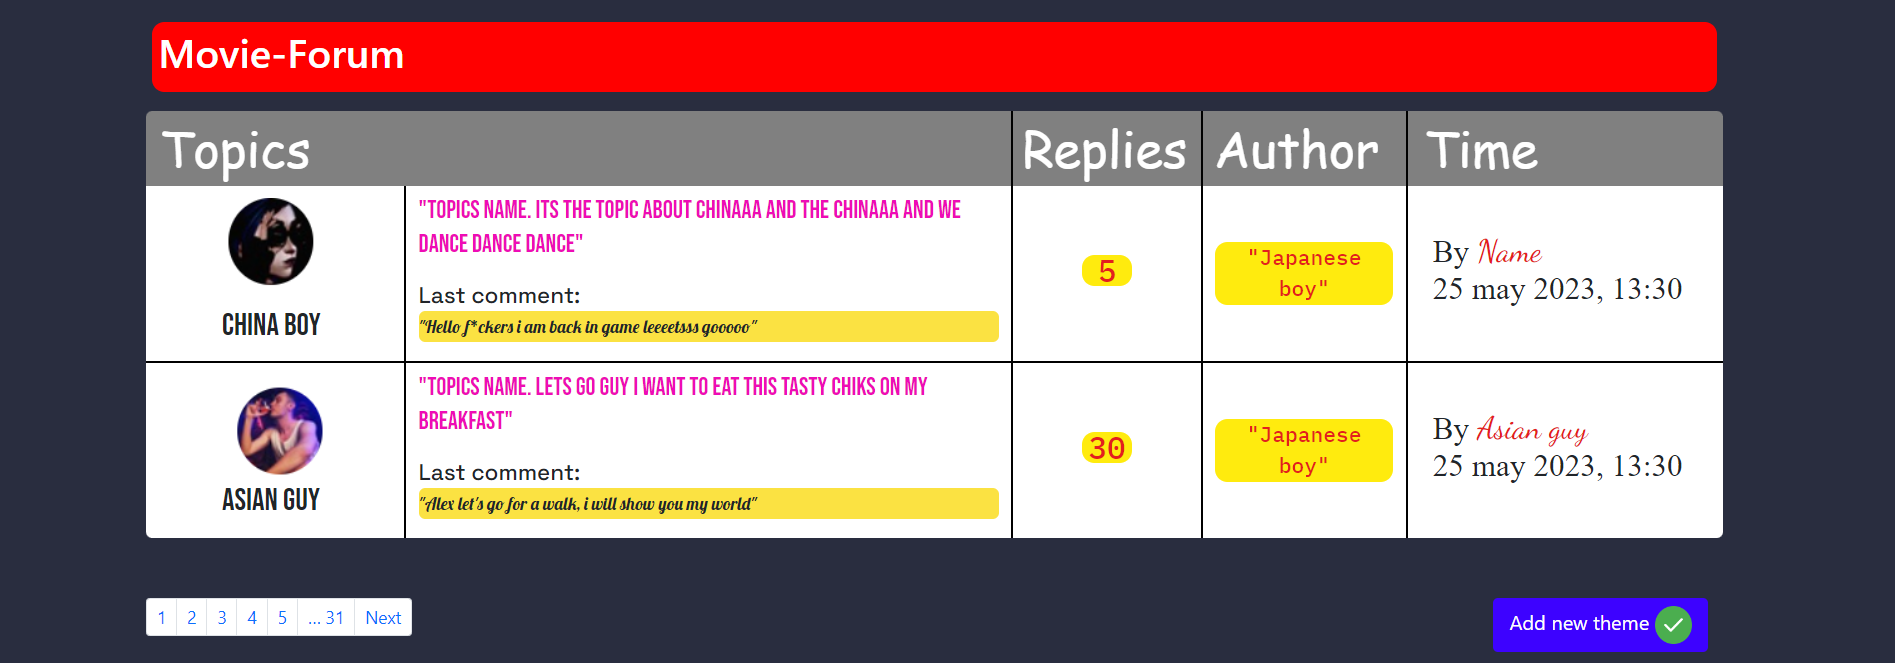 Movie-Forum
Topics Replies Author Time
"TOPICS NAME. ITS THE TOPIC ABOUT CHINAAA AND THE CHINAAA AND WE
DANCE DANCE DANCE"
Last comment:
"Hello f*ckers i am back in game leeeetsss gooooo"
CHINA BOY
5
"Japanese
boy"
By Name
25 may 2023, 13:30
"TOPICS NAME. LETS GO GUY I WANT TO EAT THIS TASTY CHIKS ON MY
BREAKFAST"
Last comment:
"Alex let's go for a walk, i will show you my world"
ASIAN GUY
30
"Japanese
boy"
By Asian guy
25 may 2023, 13:30
1 2 3 4 5 ... 31 Next
Add new theme